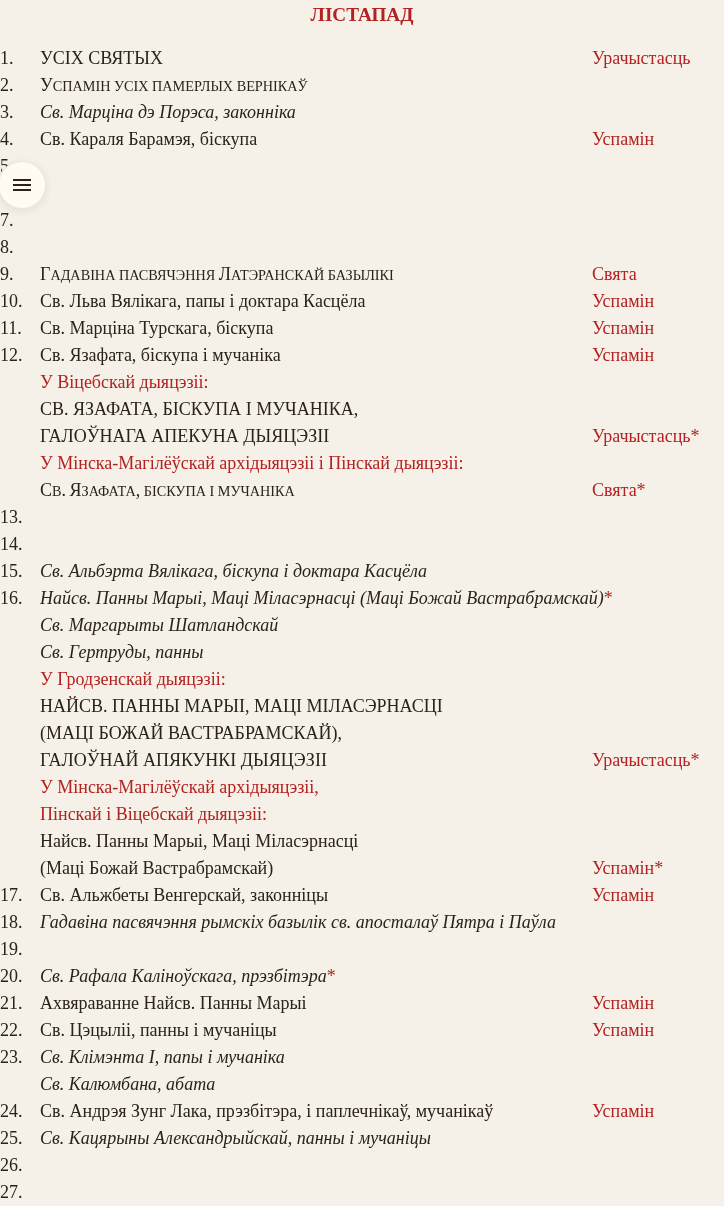 ЛІСТАПАД
1. УСІХ СВЯТЫХ Урачыстасць
2. Успамін усіх памерлых вернікаў
3. Св. Марціна дэ Порэса, законніка
4. Св. Караля Барамэя, біскупа Успамін
5
7.
8.
9. Гадавіна пасвячэння Латэранскай базылікі Свята
10. Св. Льва Вялікага, папы і доктара Касцёла Успамін
11. Св. Марціна Турскага, біскупа Успамін
12. Св. Язафата, біскупа і мучаніка Успамін
У Віцебскай дыяцэзіі:
СВ. ЯЗАФАТА, БІСКУПА І МУЧАНІКА,
ГАЛОЎНАГА АПЕКУНА ДЫЯЦЭЗІІ Урачыстасць*
У Мінска-Магілёўскай архідыяцэзіі і Пінскай дыяцэзіі:
Св. Язафата, біскупа і мучаніка Свята*
13.
14.
15. Св. Альбэрта Вялікага, біскупа і доктара Касцёла
16. Найсв. Панны Марыі, Маці Міласэрнасці (Маці Божай Вастрабрамскай)*
Св. Маргарыты Шатландскай
Св. Гертруды, панны
У Гродзенскай дыяцэзіі:
НАЙСВ. ПАННЫ МАРЫІ, МАЦІ МІЛАСЭРНАСЦІ
(МАЦІ БОЖАЙ ВАСТРАБРАМСКАЙ),
ГАЛОЎНАЙ АПЯКУНКІ ДЫЯЦЭЗІІ Урачыстасць*
У Мінска-Магілёўскай архідыяцэзіі,
Пінскай і Віцебскай дыяцэзіі:
Найсв. Панны Марыі, Маці Міласэрнасці
(Маці Божай Вастрабрамскай) Успамін*
17. Св. Альжбеты Венгерскай, законніцы Успамін
18. Гадавіна пасвячэння рымскіх базылік св. апосталаў Пятра і Паўла
19.
20. Св. Рафала Каліноўскага, прэзбітэра*
21. Ахвяраванне Найсв. Панны Марыі Успамін
22. Св. Цэцыліі, панны і мучаніцы Успамін
23. Св. Клімэнта І, папы і мучаніка
Св. Калюмбана, абата
24. Св. Андрэя Зунг Лака, прэзбітэра, і паплечнікаў, мучанікаў Успамін
25. Св. Кацярыны Александрыйскай, панны і мучаніцы
26.
27.